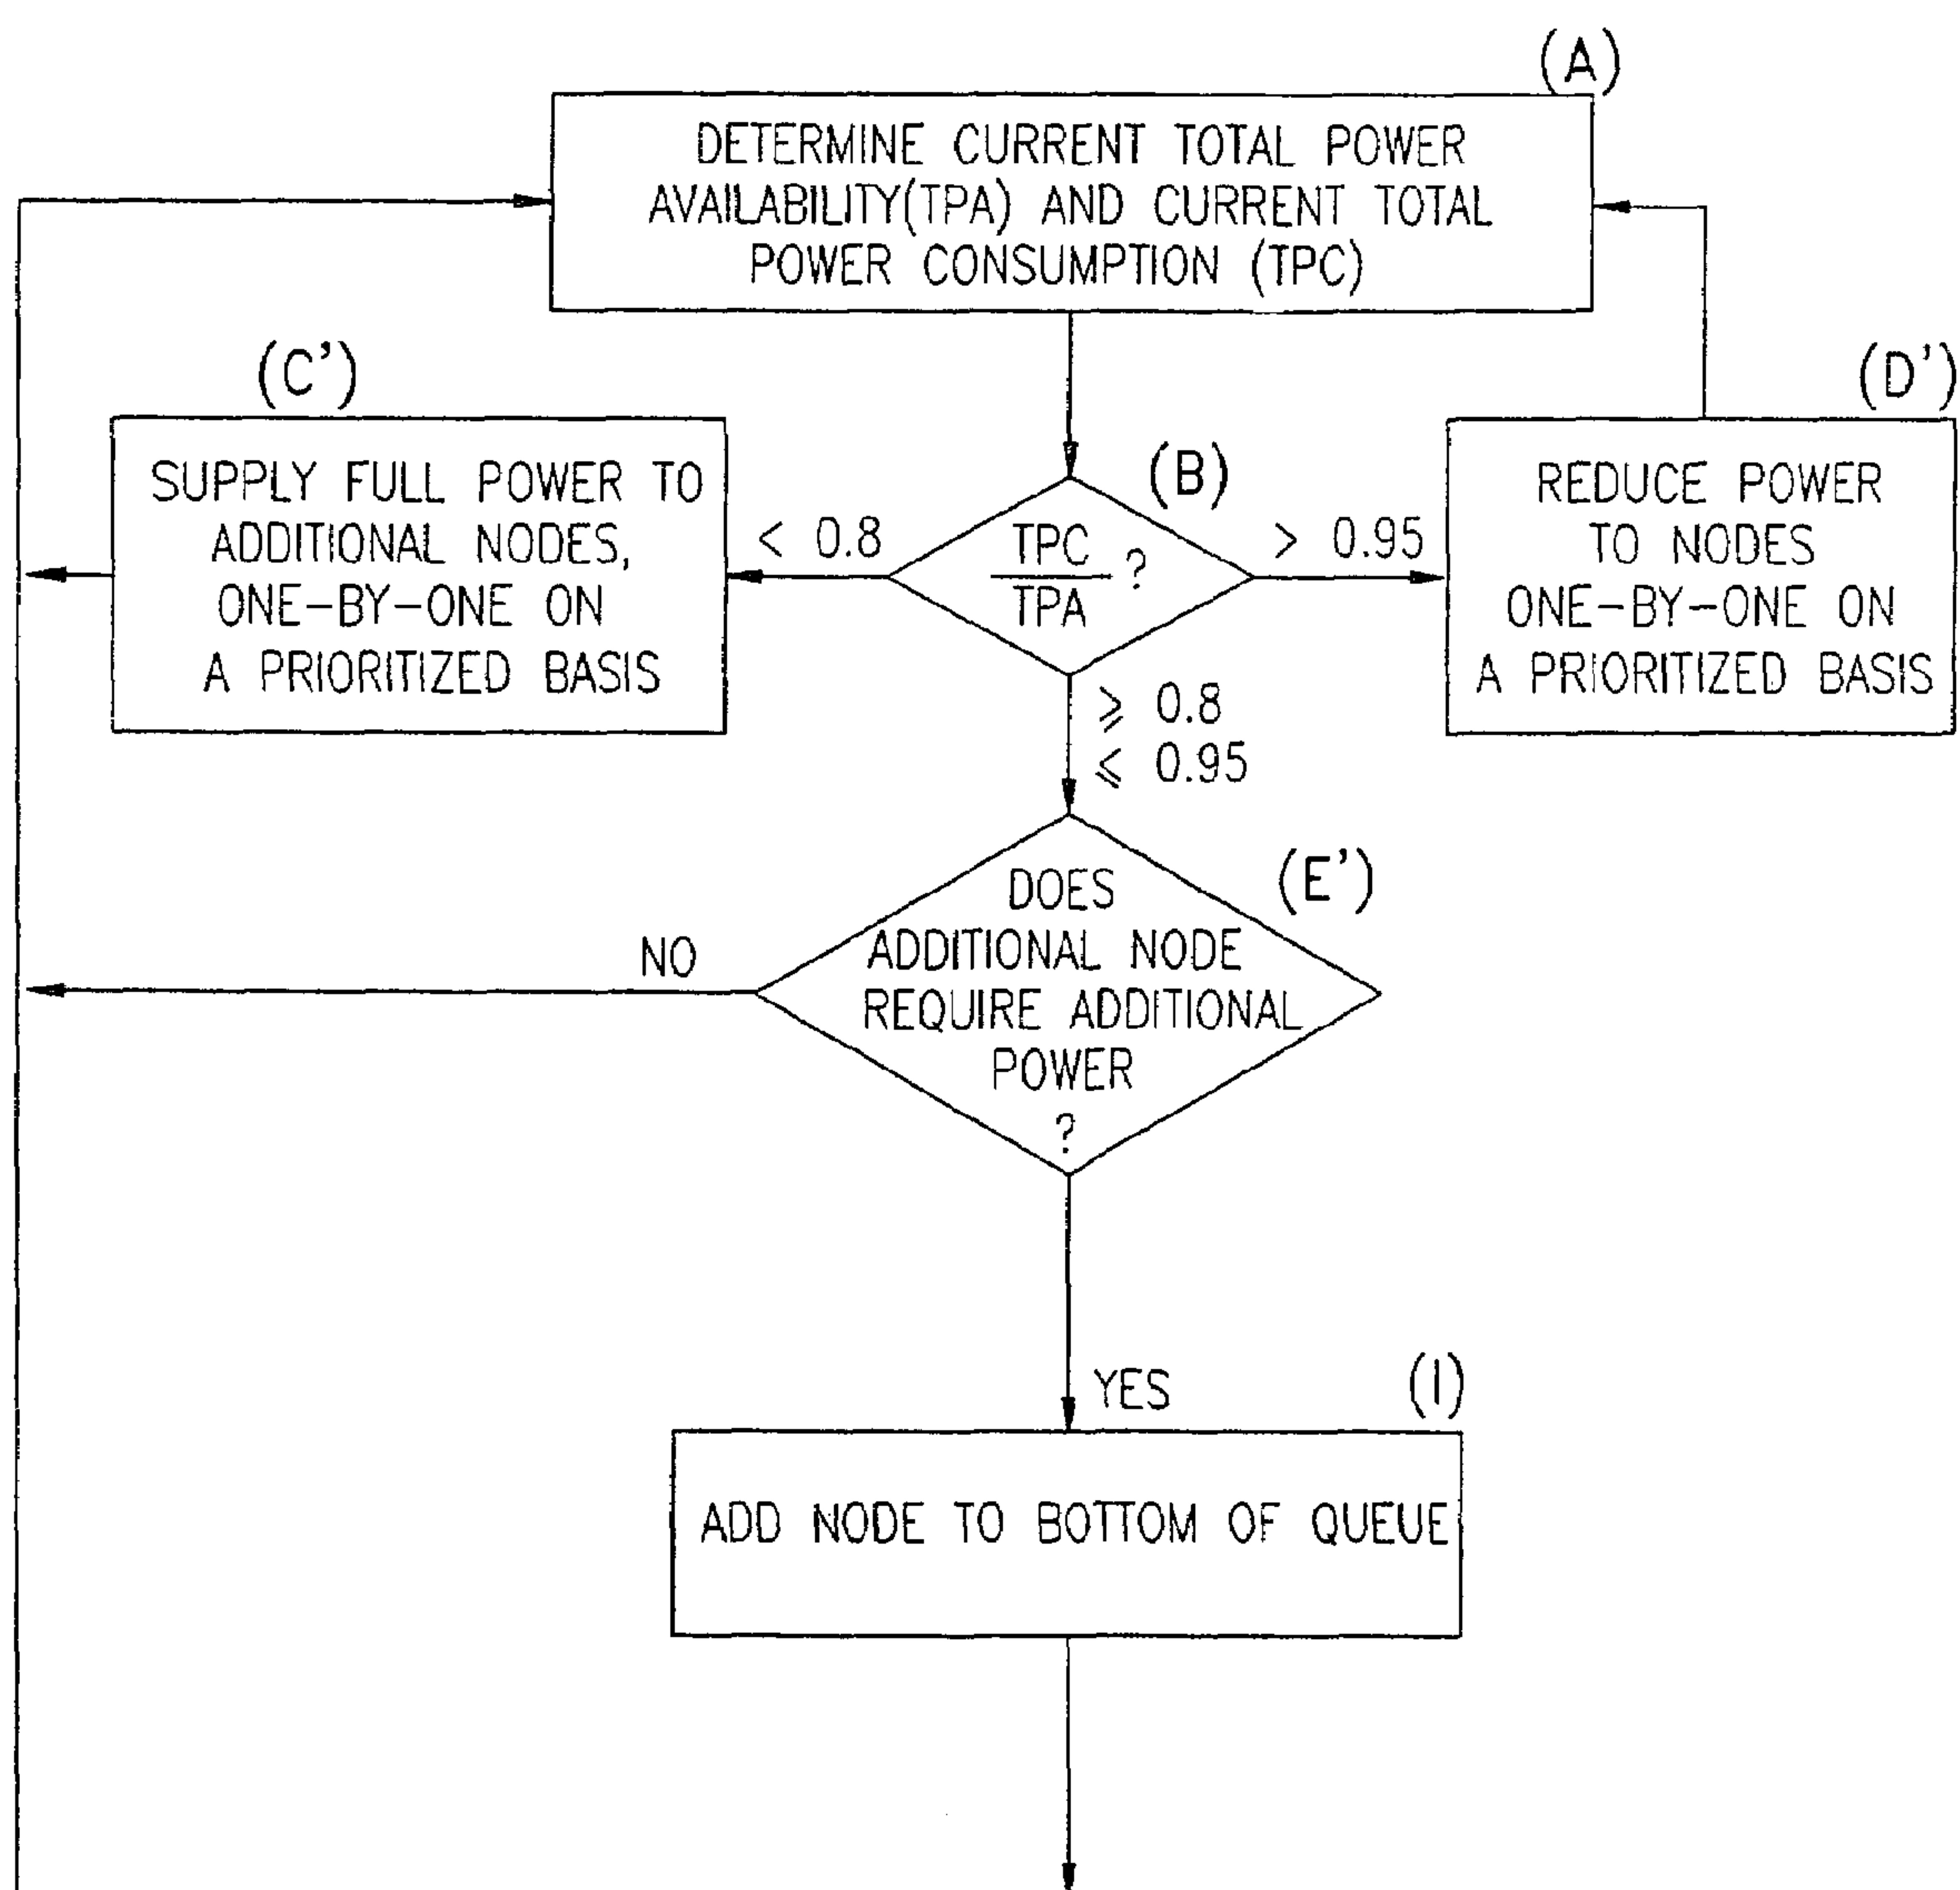 (A)
DETERMINE CURRENT TOTAL POWER
AVAILABILITY(TPA) AND CURRENT TOTAL
POWER CONSUMPTION (TPC)
(C')
SUPPLY FULL POWER TO
ADDITIONAL NODES,
ONE-BY-ONE ON
A PRIORITIZED BASIS
< 0.8
(B)
TPC
TPA
?
> 0.95
(D')
REDUCE POWER
TO NODES
ONE-BY-ONE ON
A PRIORITIZED BASIS
⩾ 0.8
⩽ 0.95
(E')
DOES
ADDITIONAL NODE
REQUIRE ADDITIONAL
POWER
?
NO
YES
(I)
ADD NODE TO BOTTOM OF QUEUE